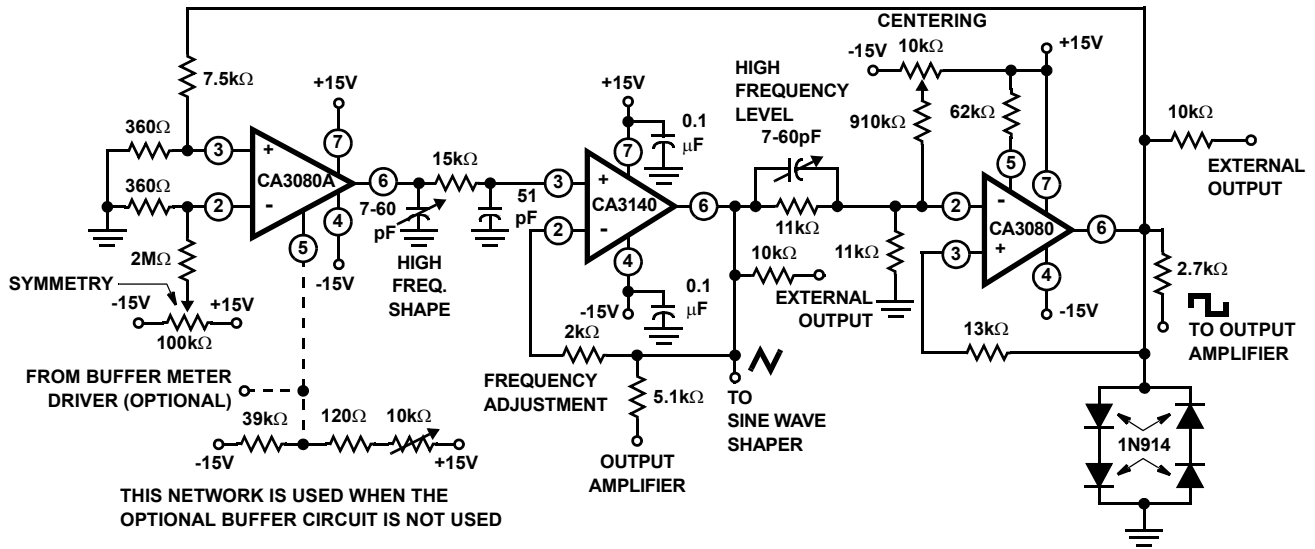 CENTERING
-15V
10kΩ
+15V
7.5kΩ
+15V
360Ω
3
+
7
CA3080A
6
15kΩ
360Ω
2
-
4
5
-15V
7-60
pF
HIGH
FREQ.
SHAPE
51
pF
2MΩ
SYMMETRY
-15V
+15V
100kΩ
FROM BUFFER METER
DRIVER (OPTIONAL)
39kΩ
120Ω
10kΩ
-15V
+15V
THIS NETWORK IS USED WHEN THE
OPTIONAL BUFFER CIRCUIT IS NOT USED
+15V
0.1
µF
7
3
+
CA3140
6
2
-
4
-15V
0.1
µF
2kΩ
FREQUENCY
ADJUSTMENT
5.1kΩ
OUTPUT
AMPLIFIER
TO
SINE WAVE
SHAPER
HIGH
FREQUENCY
LEVEL
7-60pF
11kΩ
10kΩ
EXTERNAL
OUTPUT
11kΩ
910kΩ
62kΩ
5
7
2
-
CA3080
6
3
+
4
-15V
13kΩ
10kΩ
EXTERNAL
OUTPUT
2.7kΩ
TO OUTPUT
AMPLIFIER
1N914